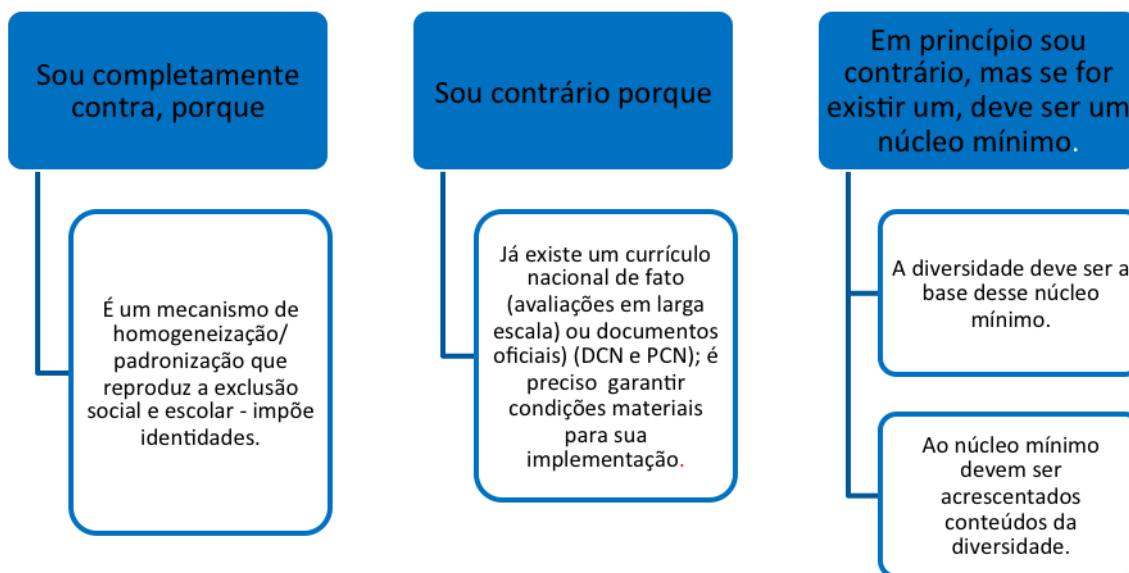 Sou completamente
contra, porque
É um mecanismo de
homogeneização/
padronização que
reproduz a exclusão
social e escolar - impõe
identidades.
Sou contrário porque
Já existe um currículo
nacional de fato
(avaliações em larga
escala) ou documentos
oficiais) (DCN e PCN); é
preciso garantir
condições materiais
para sua
implementação.
Em princípio sou
contrário, mas se for
existir um, deve ser um
núcleo mínimo.
A diversidade deve ser a
base desse núcleo
mínimo.
Ao núcleo mínimo
devem ser
acrescentados
conteúdos da
diversidade.